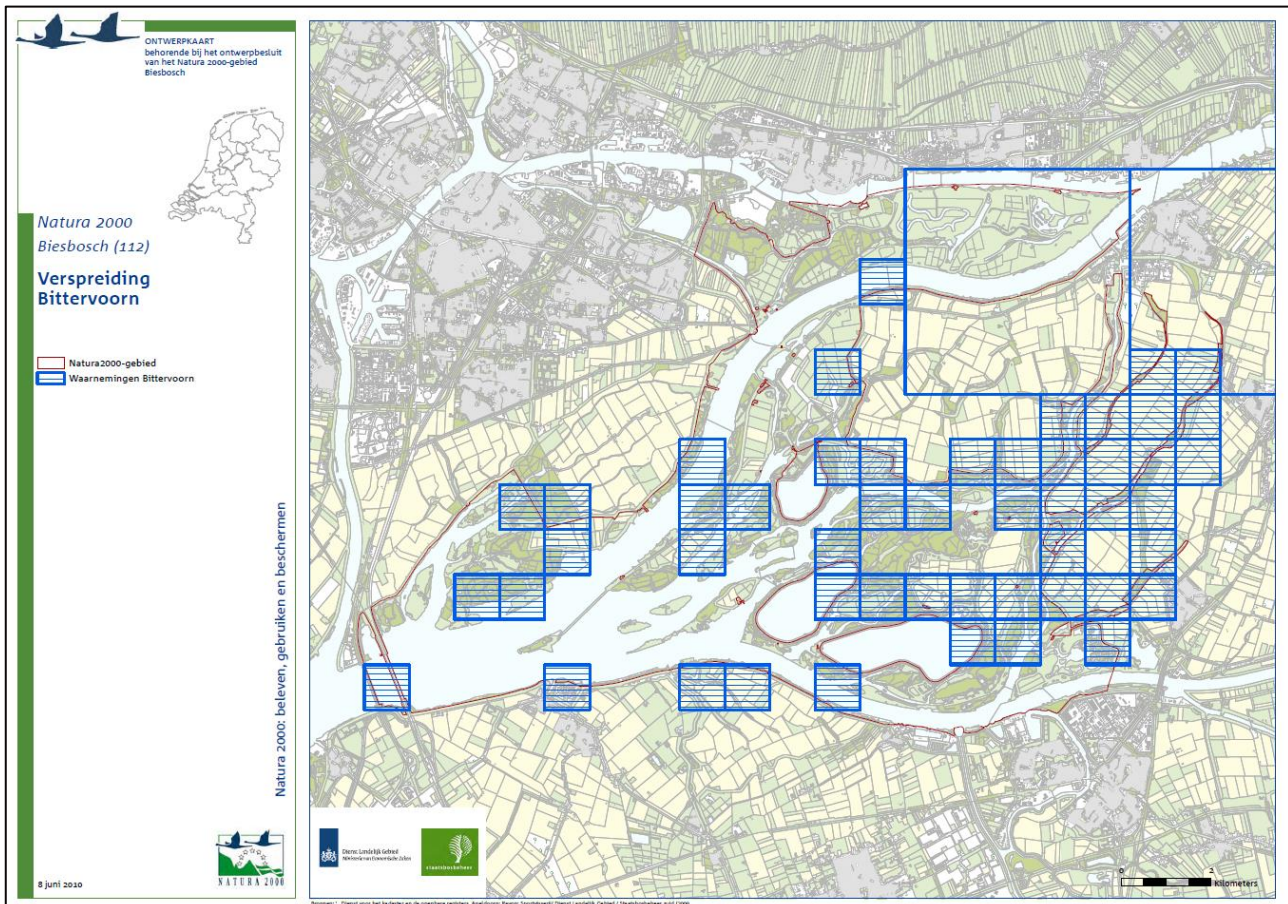 ONTWERPKAART
behorende bij het ontwerpbesluit
van het Natura 2000-gebied
Biesbosch
Natura 2000
Biesbosch (112)
Verspreiding
Bittervoorn
Natura2000-gebied
Waarnemingen Bittervoorn
Natura 2000: beleven, gebruiken en beschermen
8 juni 2010
NATURA 2000
Dienst Landelijk Gebied
staatsbosbeheer
0 2
Kilometers